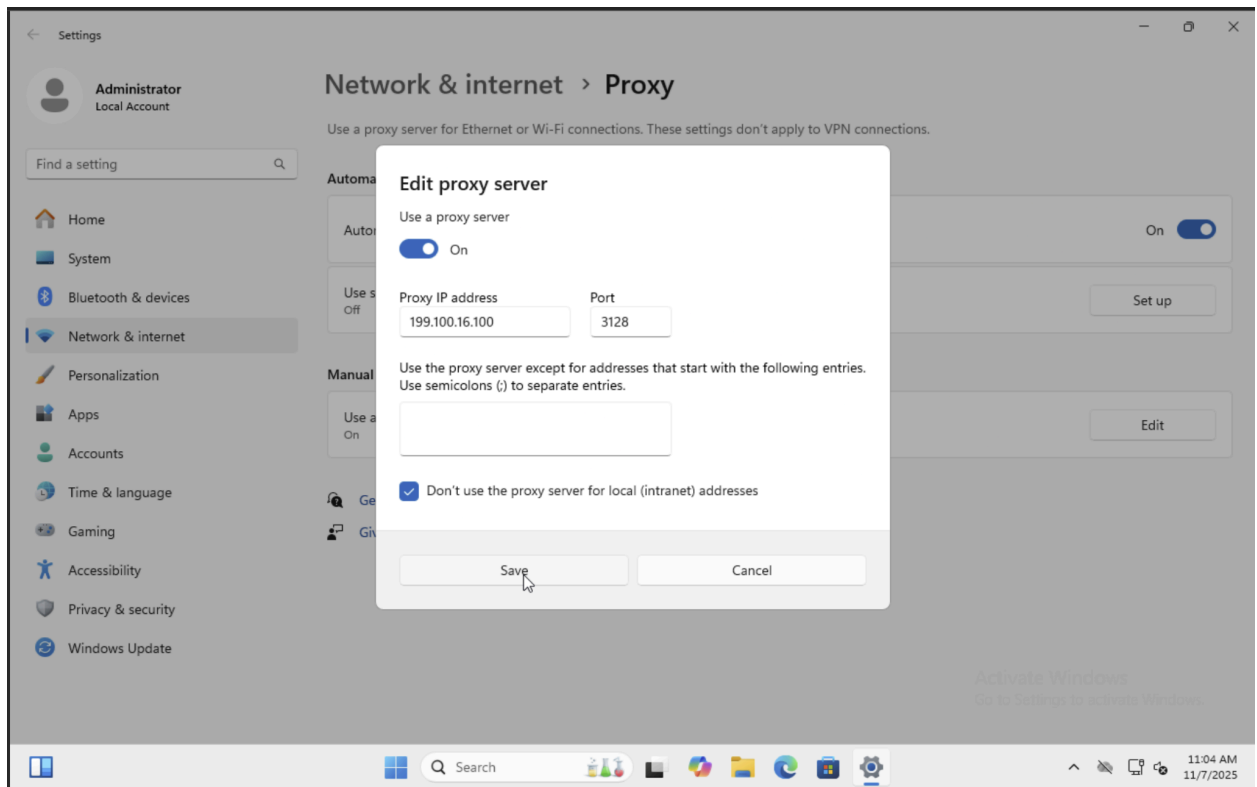 Settings
Administrator
Local Account
Find a setting
Home
System
Bluetooth & devices
Network & internet
Personalization
Apps
Accounts
Time & language
Gaming
Accessibility
Privacy & security
Windows Update
Network & internet > Proxy
Use a proxy server for Ethernet or Wi-Fi connections. These settings don't apply to VPN connections.
Automa
Autor
On
Use s
Off
Set up
Manual
Use a
On
Edit
Ge
Giv
Edit proxy server
Use a proxy server
On
Proxy IP address Port
199.100.16.100 3128
Use the proxy server except for addresses that start with the following entries.
Use semicolons (;) to separate entries.
Don't use the proxy server for local (intranet) addresses
Save Cancel
Activate Windows
Go to Settings to activate Windows.
Search
11:04 AM
11/7/2025